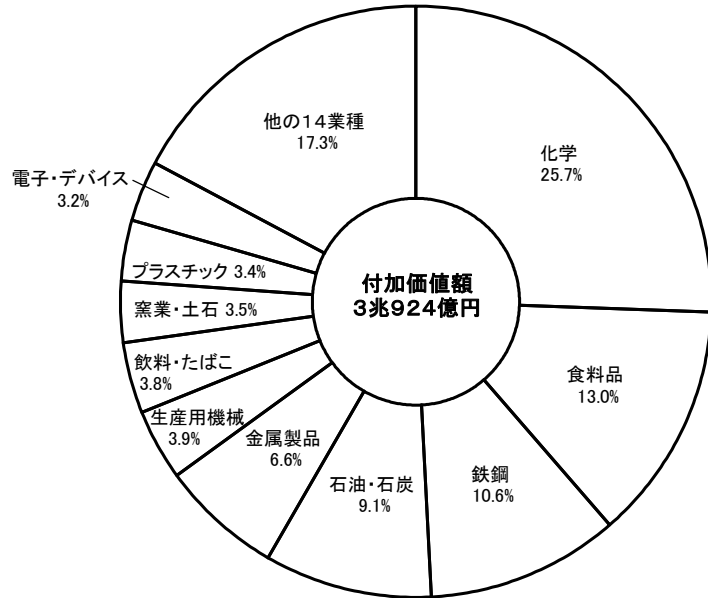 他の１４業種
17.3%
化学
25.7%
電子・デバイス
3.2%
プラスチック 3.4%
付加価値額
３兆９２４億円
窯業・土石 3.5%
飲料・たばこ
3.8%
食料品
13.0%
生産用機械
3.9%
金属製品
6.6%
石油・石炭
9.1%
鉄鋼
10.6%